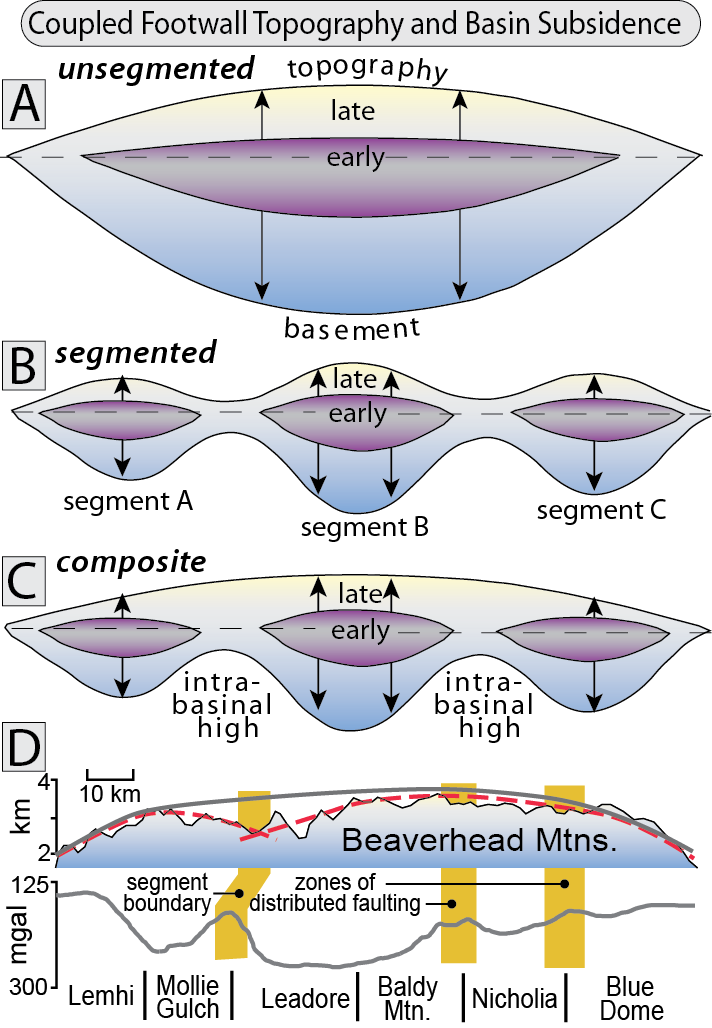 Coupled Footwall Topography and Basin Subsidence
A
unsegmented
topography
late
early
basement
B
segmented
late
early
segment A
segment B
segment C
C
composite
late
early
intra-
basinal
high
intra-
basinal
high
D
4
km
2
10 km
Beaverhead Mtns.
125
mgal
300
segment
boundary
zones of
distributed faulting
Lemhi
Mollie
Gulch
Leadore
Baldy
Mtn.
Nicholia
Blue
Dome